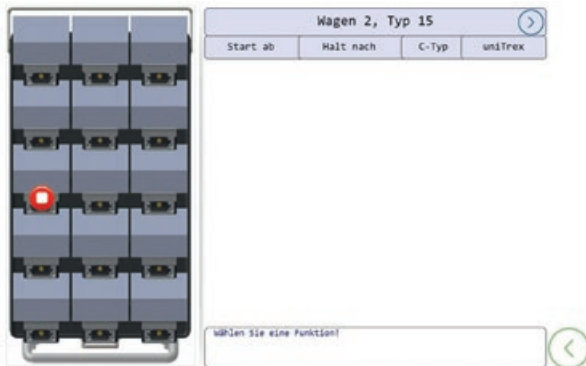 Wagen 2, Typ 15
Start ab Halt nach C-Typ uniTrex
Wählen Sie eine Funktion!